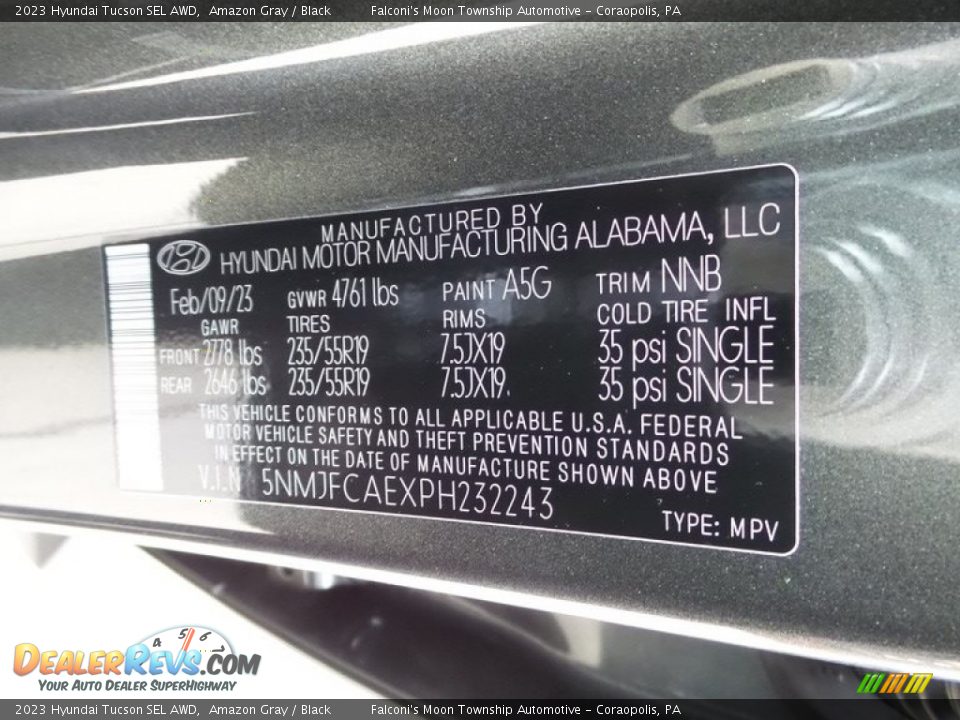 2023 Hyundai Tucson SEL AWD, Amazon Gray / Black Falconi's Moon Township Automotive - Coraopolis, PA
MANUFACTURED BY
HYUNDAI MOTOR MANUFACTURING ALABAMA, LLC
Feb/09/23 GVWR 4761 lbs PAINT A5G TRIM NNB
GAWR TIRES RIMS COLD TIRE INFL
FRONT 2778 lbs 235/55R19 7.5JX19 35 psi SINGLE
REAR 2646 lbs 235/55R19 7.5JX19 35 psi SINGLE
THIS VEHICLE CONFORMS TO ALL APPLICABLE U.S.A. FEDERAL
MOTOR VEHICLE SAFETY AND THEFT PREVENTION STANDARDS
IN EFFECT ON THE DATE OF MANUFACTURE SHOWN ABOVE
V.I.N 5NMJFCAEXPH232243
TYPE: MPV
4 5 6
DEALERREVS.COM
YOUR AUTO DEALER SUPERHIGHWAY
2023 Hyundai Tucson SEL AWD, Amazon Gray / Black Falconi's Moon Township Automotive - Coraopolis, PA